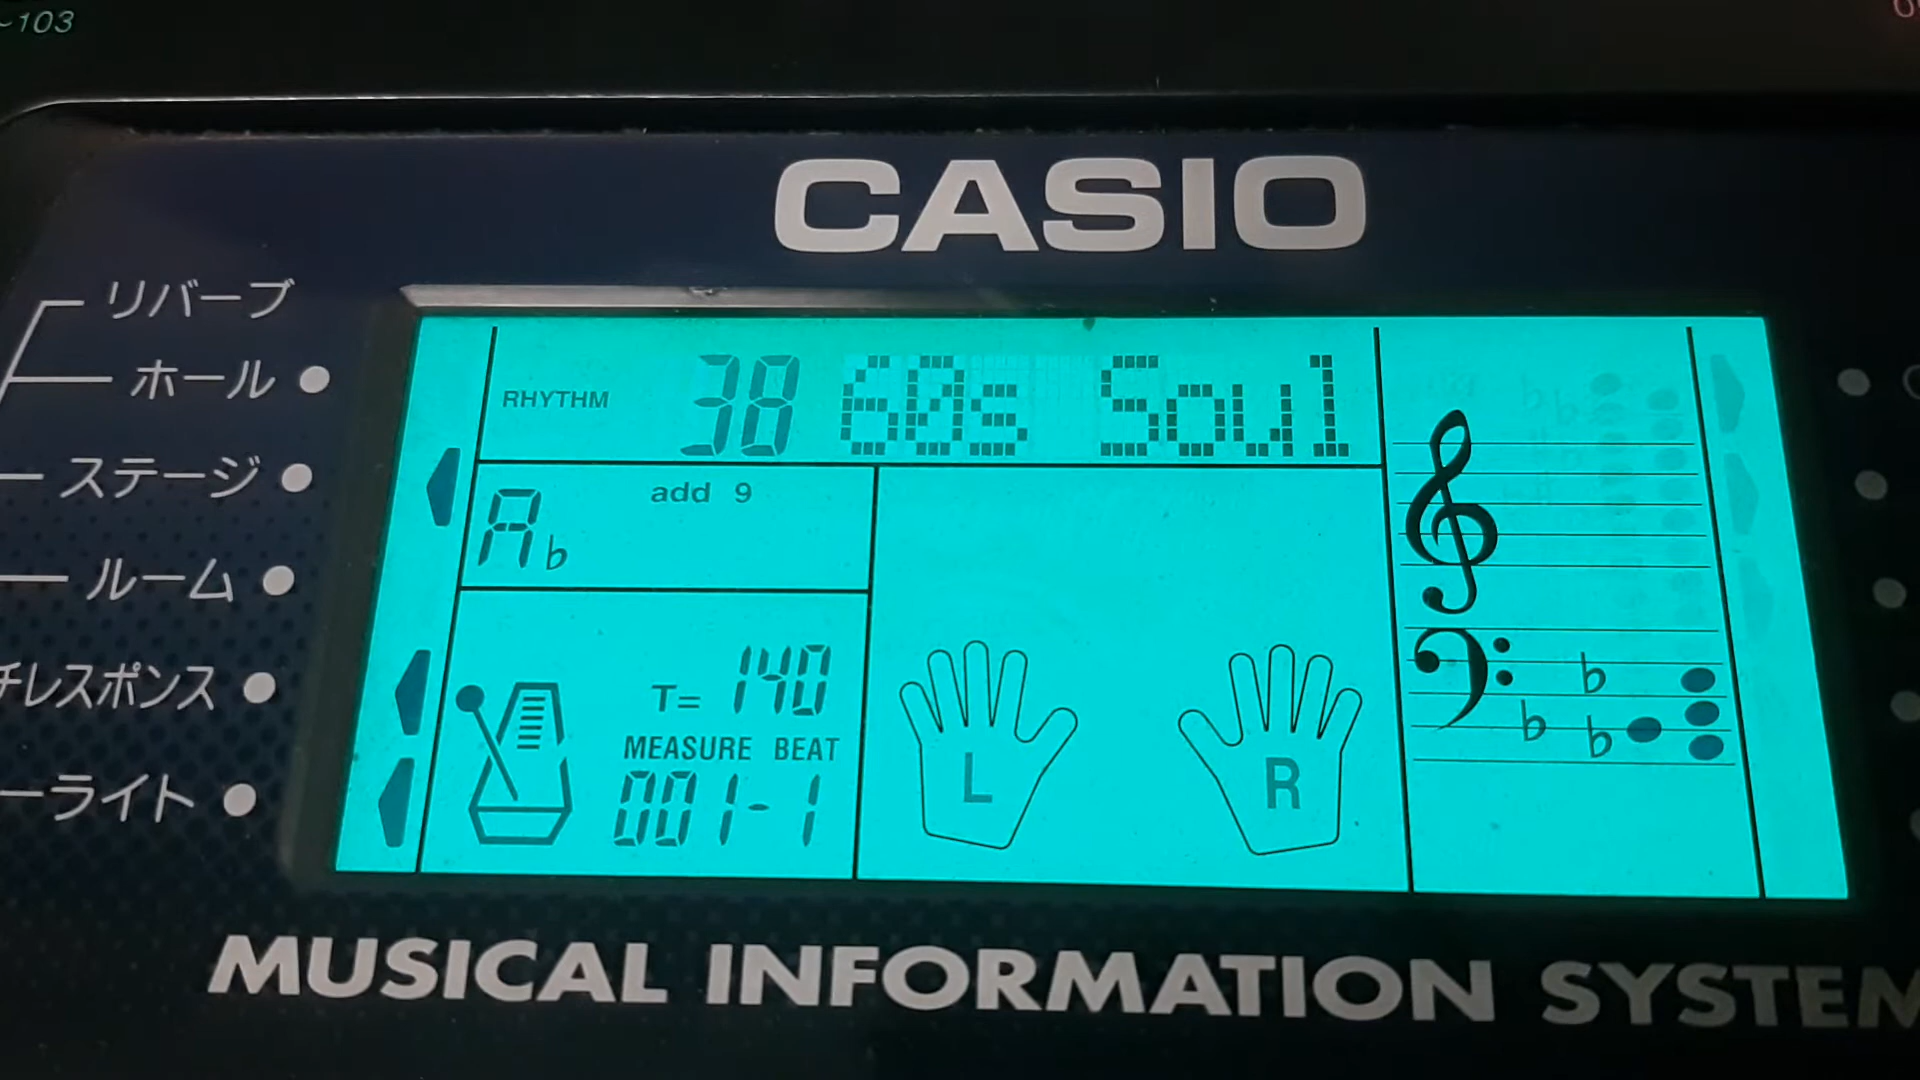 ~103
CASIO
リバーブ
ホール
ステージ
ルーム
チレスポンス
ーライト
RHYTHM 38 60s Soul
A♭ add 9
T= 140
MEASURE BEAT
001-1
L R
MUSICAL INFORMATION SYSTEM